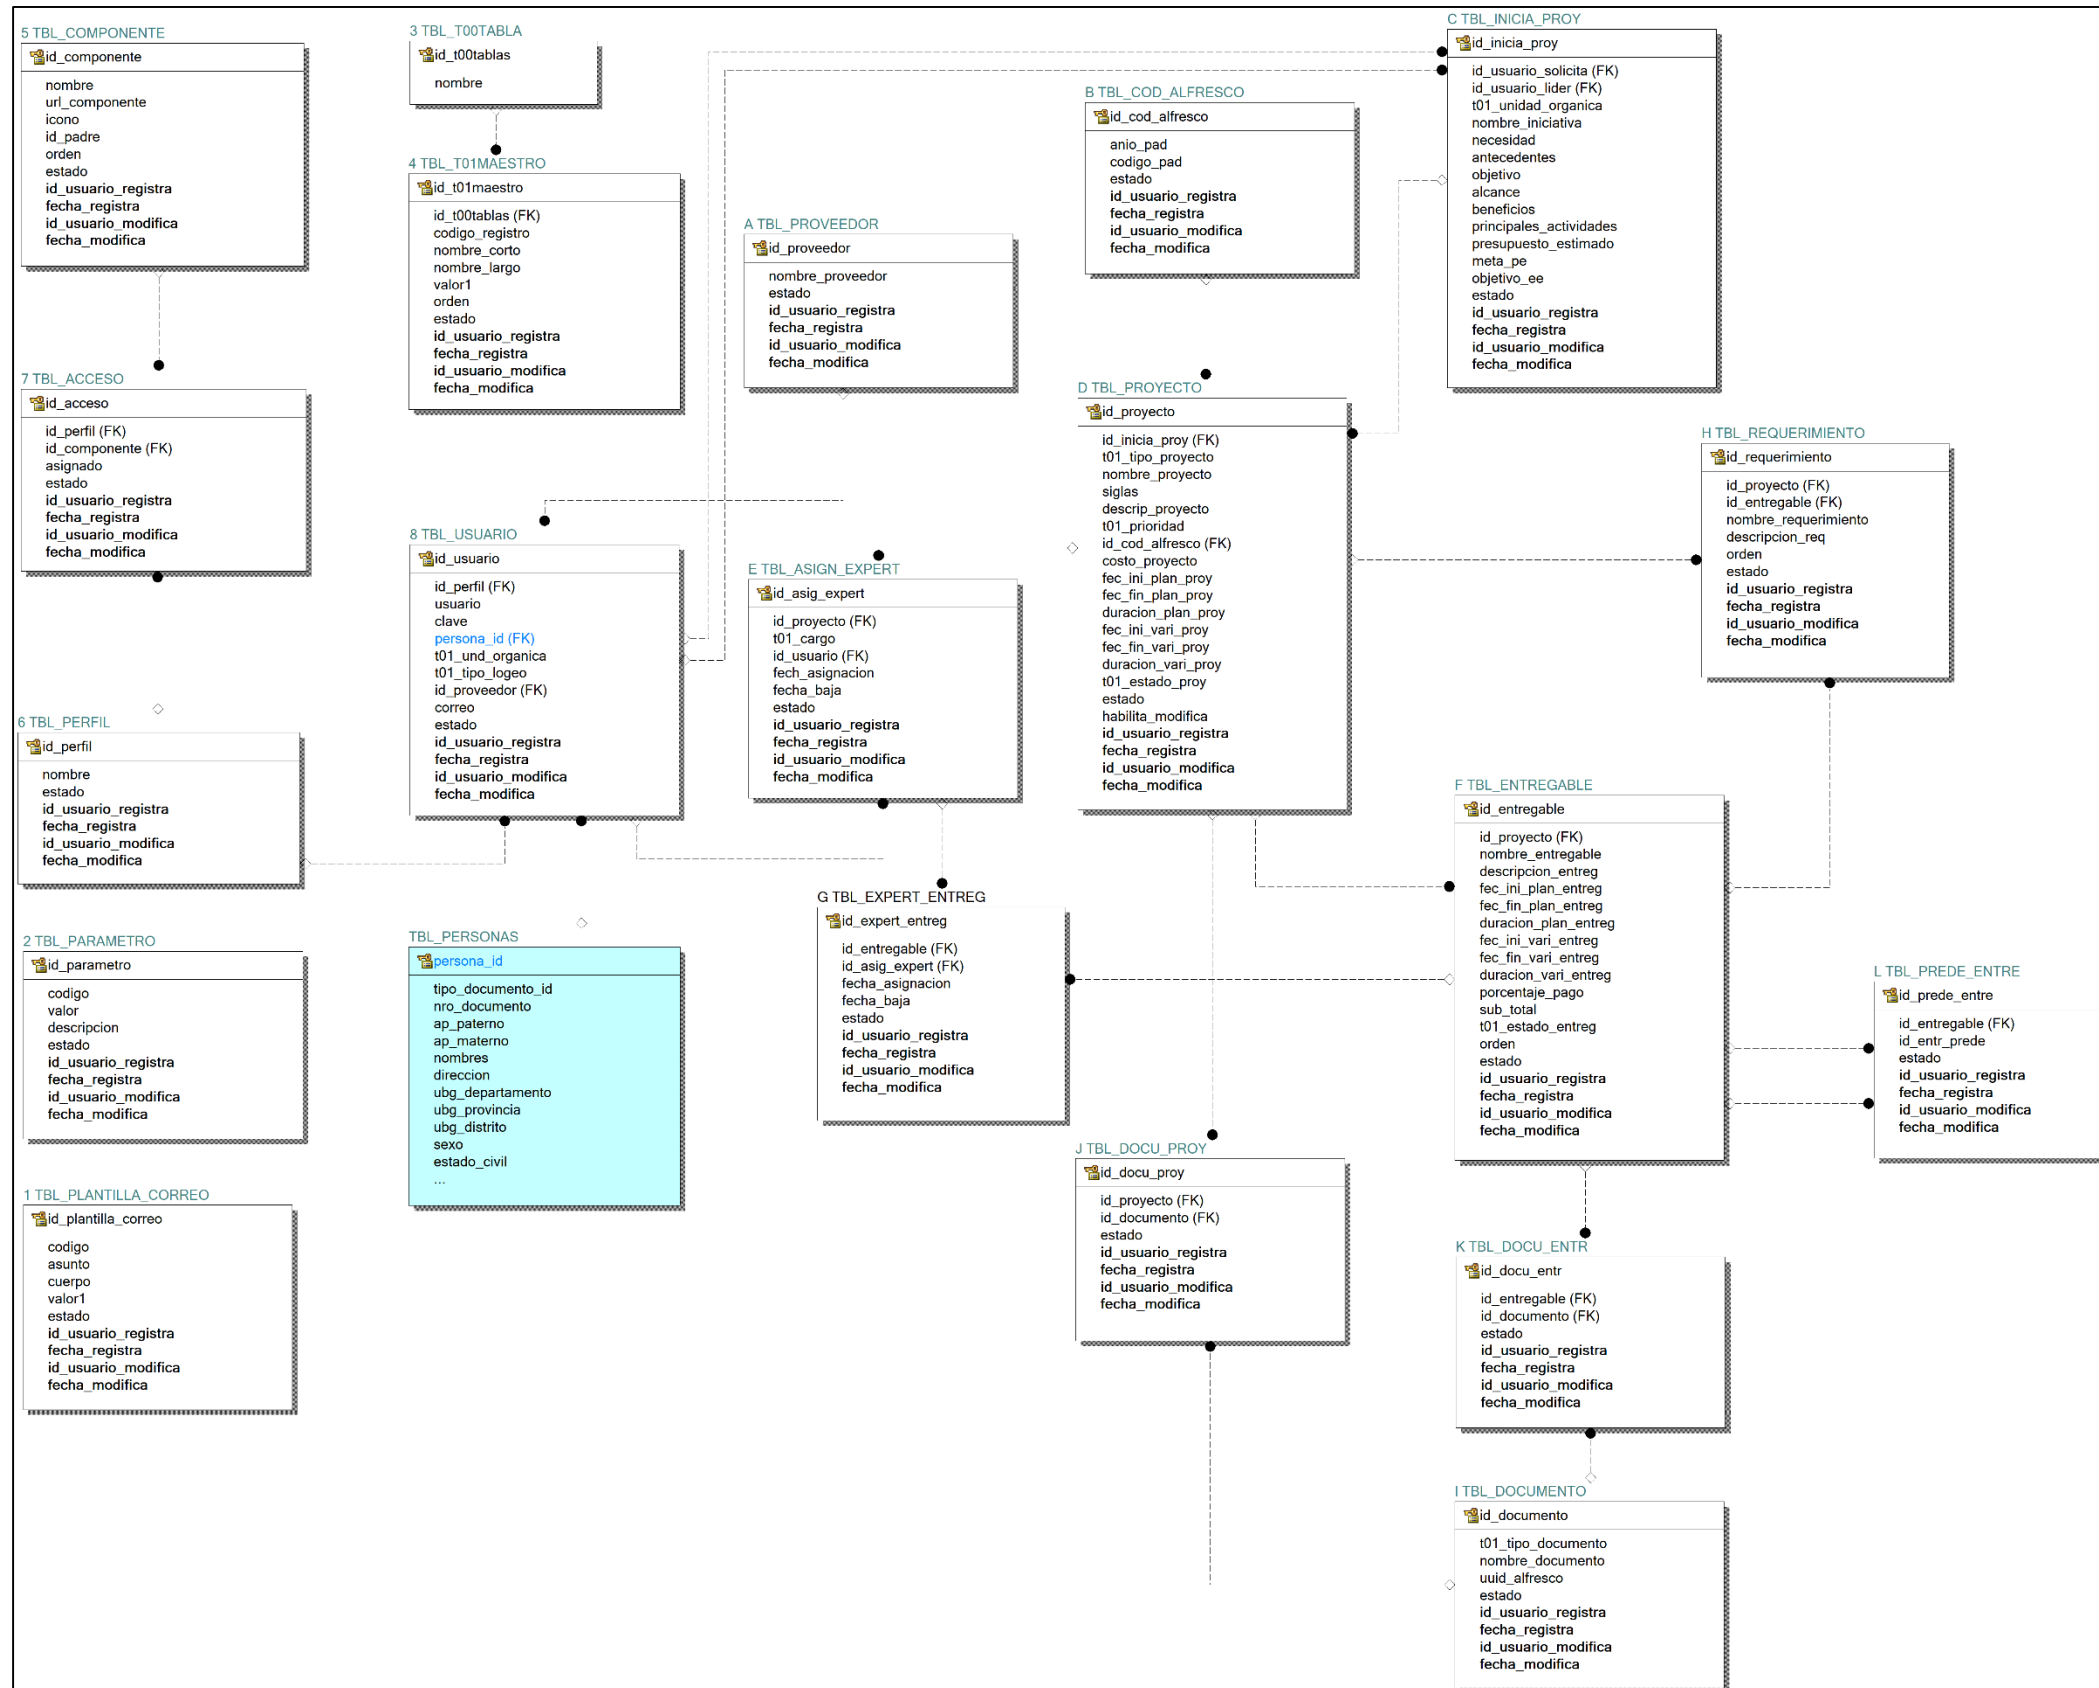 5 TBL_COMPONENTE
id_componente
nombre
url_componente
icono
id_padre
orden
estado
id_usuario_registra
fecha_registra
id_usuario_modifica
fecha_modifica
7 TBL_ACCESO
id_acceso
id_perfil (FK)
id_componente (FK)
asignado
estado
id_usuario_registra
fecha_registra
id_usuario_modifica
fecha_modifica
6 TBL_PERFIL
id_perfil
nombre
estado
id_usuario_registra
fecha_registra
id_usuario_modifica
fecha_modifica
2 TBL_PARAMETRO
id_parametro
codigo
valor
descripcion
estado
id_usuario_registra
fecha_registra
id_usuario_modifica
fecha_modifica
1 TBL_PLANTILLA_CORREO
id_plantilla_correo
codigo
asunto
cuerpo
valor1
estado
id_usuario_registra
fecha_registra
id_usuario_modifica
fecha_modifica
3 TBL_T00TABLA
id_t00tablas
nombre
4 TBL_T01MAESTRO
id_t01maestro
id_t00tablas (FK)
codigo_registro
nombre_corto
nombre_largo
valor1
orden
estado
id_usuario_registra
fecha_registra
id_usuario_modifica
fecha_modifica
8 TBL_USUARIO
id_usuario
id_perfil (FK)
usuario
clave
persona_id (FK)
t01_und_organica
t01_tipo_logeo
id_proveedor (FK)
correo
estado
id_usuario_registra
fecha_registra
id_usuario_modifica
fecha_modifica
TBL_PERSONAS
persona_id
tipo_documento_id
nro_documento
ap_paterno
ap_materno
nombres
direccion
ubg_departamento
ubg_provincia
ubg_distrito
sexo
estado_civil
...
A TBL_PROVEEDOR
id_proveedor
nombre_proveedor
estado
id_usuario_registra
fecha_registra
id_usuario_modifica
fecha_modifica
E TBL_ASIGN_EXPERT
id_asig_expert
id_proyecto (FK)
t01_cargo
id_usuario (FK)
fech_asignacion
fecha_baja
estado
id_usuario_registra
fecha_registra
id_usuario_modifica
fecha_modifica
G TBL_EXPERT_ENTREG
id_expert_entreg
id_entregable (FK)
id_asig_expert (FK)
fecha_asignacion
fecha_baja
estado
id_usuario_registra
fecha_registra
id_usuario_modifica
fecha_modifica
B TBL_COD_ALFRESCO
id_cod_alfresco
anio_pad
codigo_pad
estado
id_usuario_registra
fecha_registra
id_usuario_modifica
fecha_modifica
D TBL_PROYECTO
id_proyecto
id_inicia_proy (FK)
t01_tipo_proyecto
nombre_proyecto
siglas
descrip_proyecto
t01_prioridad
id_cod_alfresco (FK)
costo_proyecto
fec_ini_plan_proy
fec_fin_plan_proy
duracion_plan_proy
fec_ini_vari_proy
fec_fin_vari_proy
duracion_vari_proy
t01_estado_proy
estado
habilita_modifica
id_usuario_registra
fecha_registra
id_usuario_modifica
fecha_modifica
J TBL_DOCU_PROY
id_docu_proy
id_proyecto (FK)
id_documento (FK)
estado
id_usuario_registra
fecha_registra
id_usuario_modifica
fecha_modifica
C TBL_INICIA_PROY
id_inicia_proy
id_usuario_solicita (FK)
id_usuario_lider (FK)
t01_unidad_organica
nombre_iniciativa
necesidad
antecedentes
objetivo
alcance
beneficios
principales_actividades
presupuesto_estimado
meta_pe
objetivo_ee
estado
id_usuario_registra
fecha_registra
id_usuario_modifica
fecha_modifica
H TBL_REQUERIMIENTO
id_requerimiento
id_proyecto (FK)
id_entregable (FK)
nombre_requerimiento
descripcion_req
orden
estado
id_usuario_registra
fecha_registra
id_usuario_modifica
fecha_modifica
F TBL_ENTREGABLE
id_entregable
id_proyecto (FK)
nombre_entregable
descripcion_entreg
fec_ini_plan_entreg
fec_fin_plan_entreg
duracion_plan_entreg
fec_ini_vari_entreg
fec_fin_vari_entreg
duracion_vari_entreg
porcentaje_pago
sub_total
t01_estado_entreg
orden
estado
id_usuario_registra
fecha_registra
id_usuario_modifica
fecha_modifica
L TBL_PREDE_ENTRE
id_prede_entre
id_entregable (FK)
id_entr_prede
estado
id_usuario_registra
fecha_registra
id_usuario_modifica
fecha_modifica
K TBL_DOCU_ENTR
id_docu_entr
id_entregable (FK)
id_documento (FK)
estado
id_usuario_registra
fecha_registra
id_usuario_modifica
fecha_modifica
I TBL_DOCUMENTO
id_documento
t01_tipo_documento
nombre_documento
uuid_alfresco
estado
id_usuario_registra
fecha_registra
id_usuario_modifica
fecha_modifica